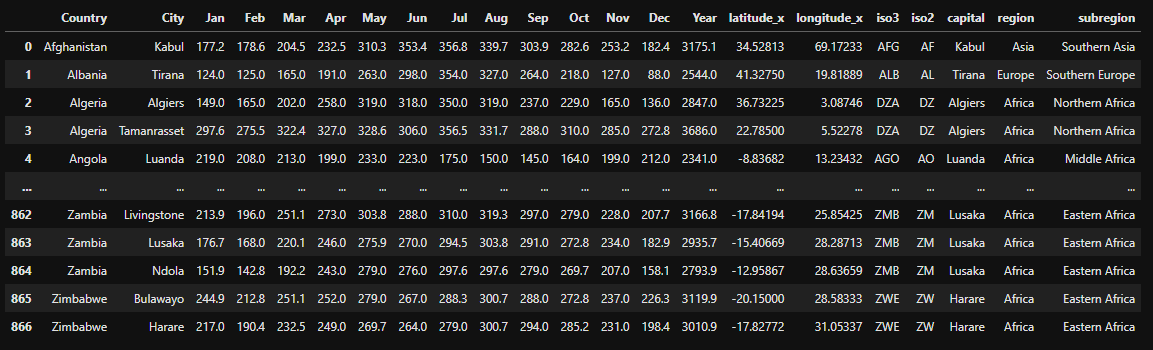 Country City Jan Feb Mar Apr May Jun Jul Aug Sep Oct Nov Dec Year latitude_x longitude_x iso3 iso2 capital region subregion
0 Afghanistan Kabul 177.2 178.6 204.5 232.5 310.3 353.4 356.8 339.7 303.9 282.6 253.2 182.4 3175.1 34.52813 69.17233 AFG AF Kabul Asia Southern Asia
1 Albania Tirana 124.0 125.0 165.0 191.0 263.0 298.0 354.0 327.0 264.0 218.0 127.0 88.0 2544.0 41.32750 19.81889 ALB AL Tirana Europe Southern Europe
2 Algeria Algiers 149.0 165.0 202.0 258.0 319.0 318.0 350.0 319.0 237.0 229.0 165.0 136.0 2847.0 36.73225 3.08746 DZA DZ Algiers Africa Northern Africa
3 Algeria Tamanrasset 297.6 275.5 322.4 327.0 328.6 306.0 356.5 331.7 288.0 310.0 285.0 272.8 3686.0 22.78500 5.52278 DZA DZ Algiers Africa Northern Africa
4 Angola Luanda 219.0 208.0 213.0 199.0 233.0 223.0 175.0 150.0 145.0 164.0 199.0 212.0 2341.0 -8.83682 13.23432 AGO AO Luanda Africa Middle Africa
... ... ... ... ... ... ... ... ... ... ... ... ... ... ... ... ... ... ... ... ... ... ...
862 Zambia Livingstone 213.9 196.0 251.1 273.0 303.8 288.0 310.0 319.3 297.0 279.0 228.0 207.7 3166.8 -17.84194 25.85425 ZMB ZM Lusaka Africa Eastern Africa
863 Zambia Lusaka 176.7 168.0 220.1 246.0 275.9 270.0 294.5 303.8 291.0 272.8 234.0 182.9 2935.7 -15.40669 28.28713 ZMB ZM Lusaka Africa Eastern Africa
864 Zambia Ndola 151.9 142.8 192.2 243.0 279.0 276.0 297.6 297.6 279.0 269.7 207.0 158.1 2793.9 -12.95867 28.63659 ZMB ZM Lusaka Africa Eastern Africa
865 Zimbabwe Bulawayo 244.9 212.8 251.1 252.0 279.0 267.0 288.3 300.7 288.0 272.8 237.0 226.3 3119.9 -20.15000 28.58333 ZWE ZW Harare Africa Eastern Africa
866 Zimbabwe Harare 217.0 190.4 232.5 249.0 269.7 264.0 279.0 300.7 294.0 285.2 231.0 198.4 3010.9 -17.82772 31.05337 ZWE ZW Harare Africa Eastern Africa